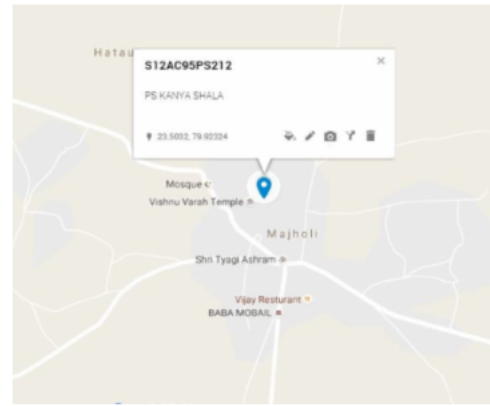 Hatau
S12AC95PS212
PS KANYA SHALA
23.5032, 79.92324
Mosque
Vishnu Varah Temple
Majholi
Shri Tyagi Ashram
Vijay Resturant
BABA MOBAIL